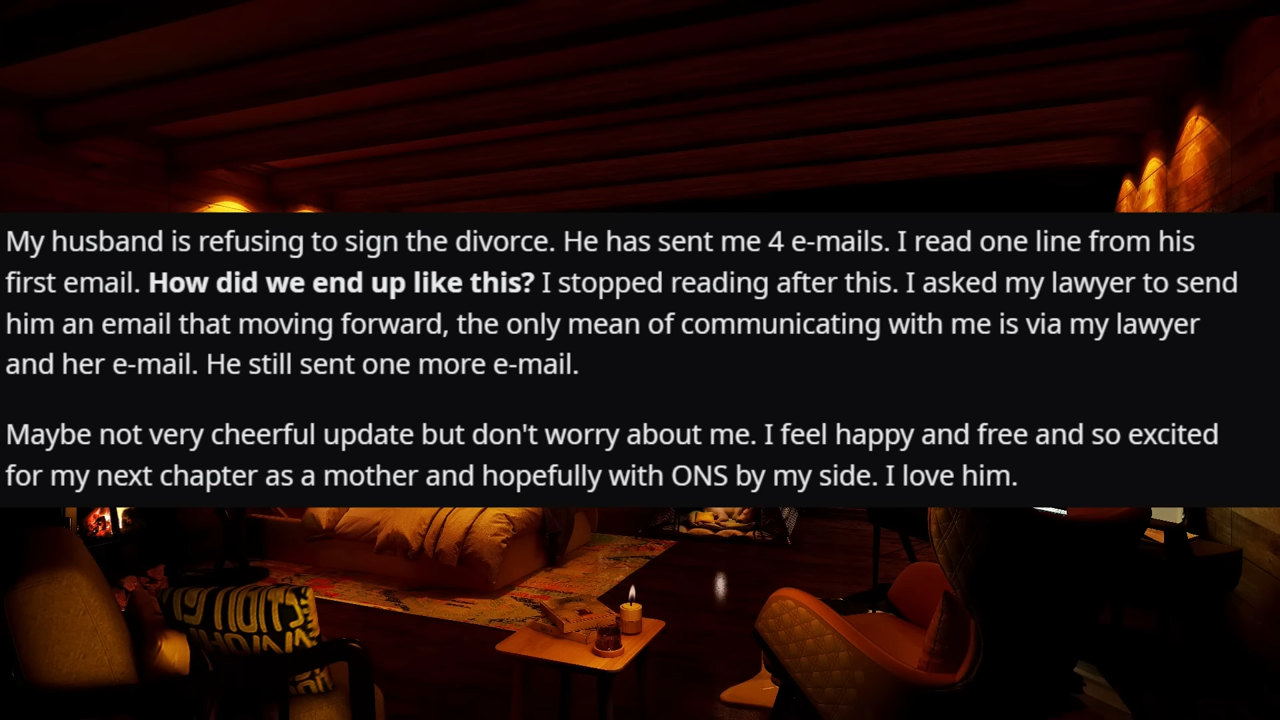 My husband is refusing to sign the divorce. He has sent me 4 e-mails. I read one line from his
first email. How did we end up like this? I stopped reading after this. I asked my lawyer to send
him an email that moving forward, the only mean of communicating with me is via my lawyer
and her e-mail. He still sent one more e-mail.
Maybe not very cheerful update but don't worry about me. I feel happy and free and so excited
for my next chapter as a mother and hopefully with ONS by my side. I love him.